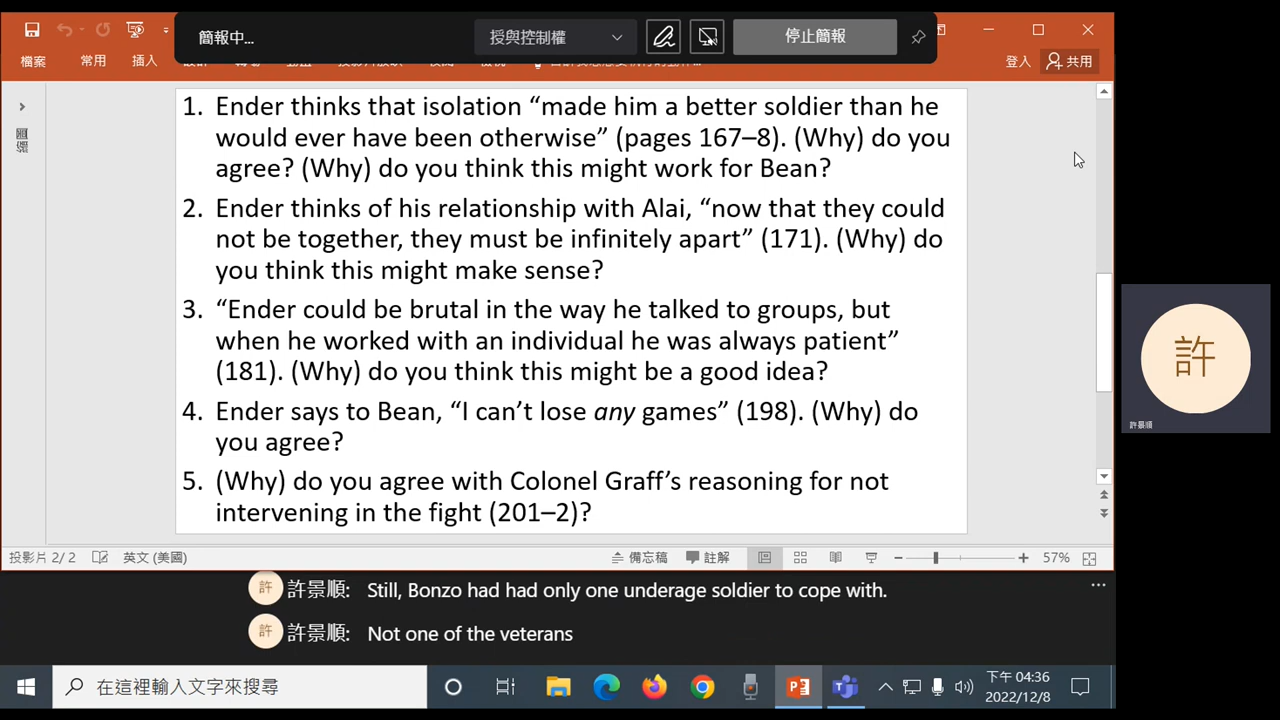 簡報中...
授與控制權
停止簡報
檔案
常用
插入
登入
共用
1. Ender thinks that isolation “made him a better soldier than he
would ever have been otherwise” (pages 167–8). (Why) do you
agree? (Why) do you think this might work for Bean?
2. Ender thinks of his relationship with Alai, “now that they could
not be together, they must be infinitely apart” (171). (Why) do
you think this might make sense?
3. “Ender could be brutal in the way he talked to groups, but
when he worked with an individual he was always patient”
(181). (Why) do you think this might be a good idea?
4. Ender says to Bean, “I can’t lose any games” (198). (Why) do
you agree?
5. (Why) do you agree with Colonel Graff’s reasoning for not
intervening in the fight (201–2)?
許
許景順
投影片 2/2
英文 (美國)
備忘稿
註解
57%
許 許景順: Still, Bonzo had had only one underage soldier to cope with.
許 許景順: Not one of the veterans
在這裡輸入文字來搜尋
下午 04:36
2022/12/8